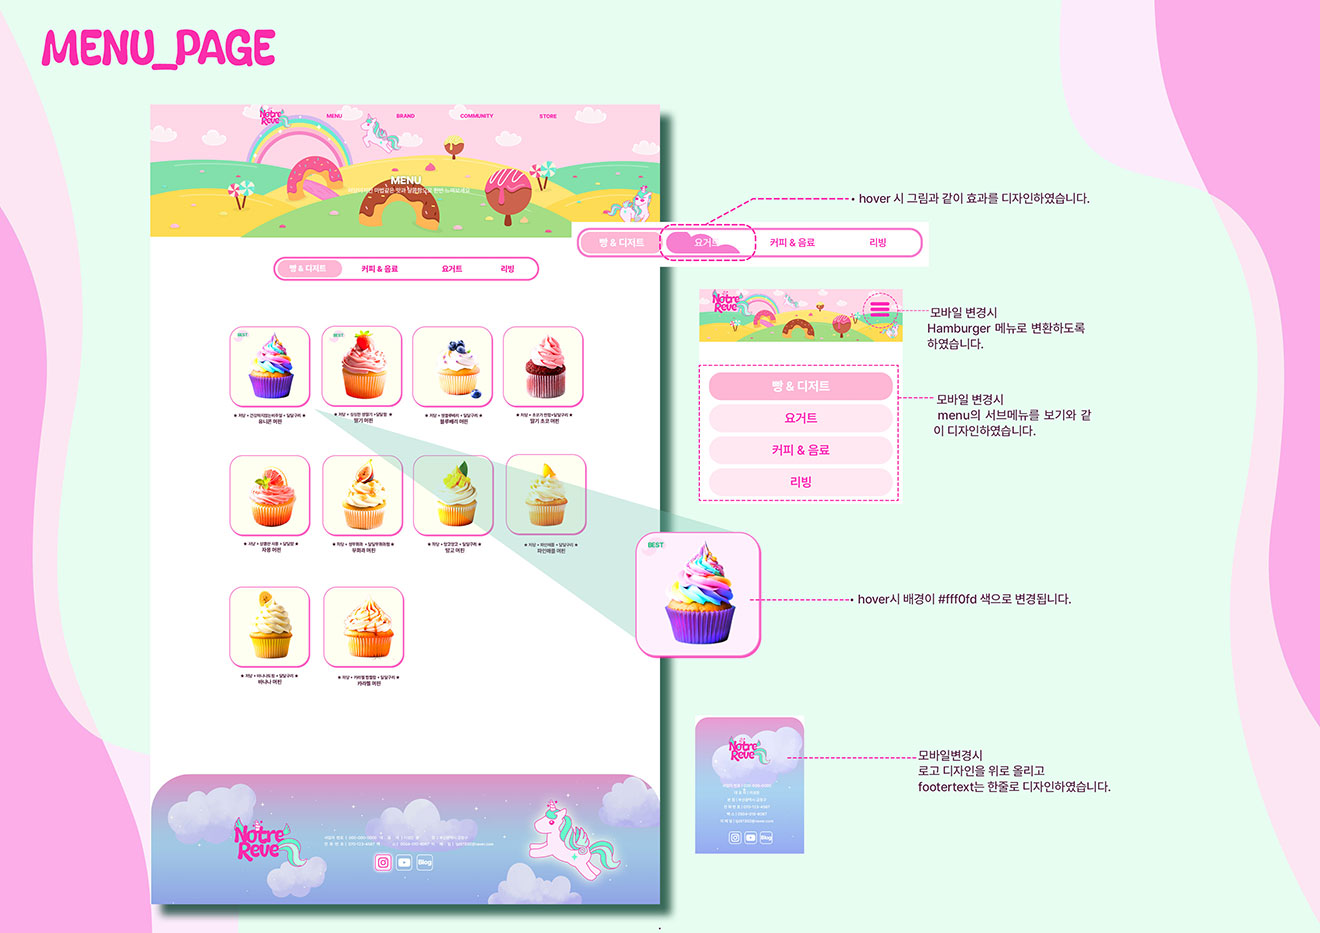 MENU_PAGE
Notre Reve
MENU BRAND COMMUNITY STORE
MENU
빵 & 디저트 커피 & 음료 요거트 리빙
hover 시 그림과 같이 효과를 디자인하였습니다.
빵 & 디저트 요거트 커피 & 음료 리빙
BEST
BEST
유니콘 머핀
딸기 머핀
블루베리 머핀
딸기 초코 머핀
자몽 머핀
무화과 머핀
망고 머핀
파인애플 머핀
바나나 머핀
카라멜 머핀
Notre Reve
모바일 변경시
Hamburger 메뉴로 변환하도록
하였습니다.
빵 & 디저트
요거트
커피 & 음료
리빙
모바일 변경시
menu의 서브메뉴를 보기와 같
이 디자인하였습니다.
BEST
hover시 배경이 #fff0fd 색으로 변경됩니다.
Notre Reve
모바일변경시
로고 디자인을 위로 올리고
footertext는 한줄로 디자인하였습니다.
Blog
Notre Reve
Blog